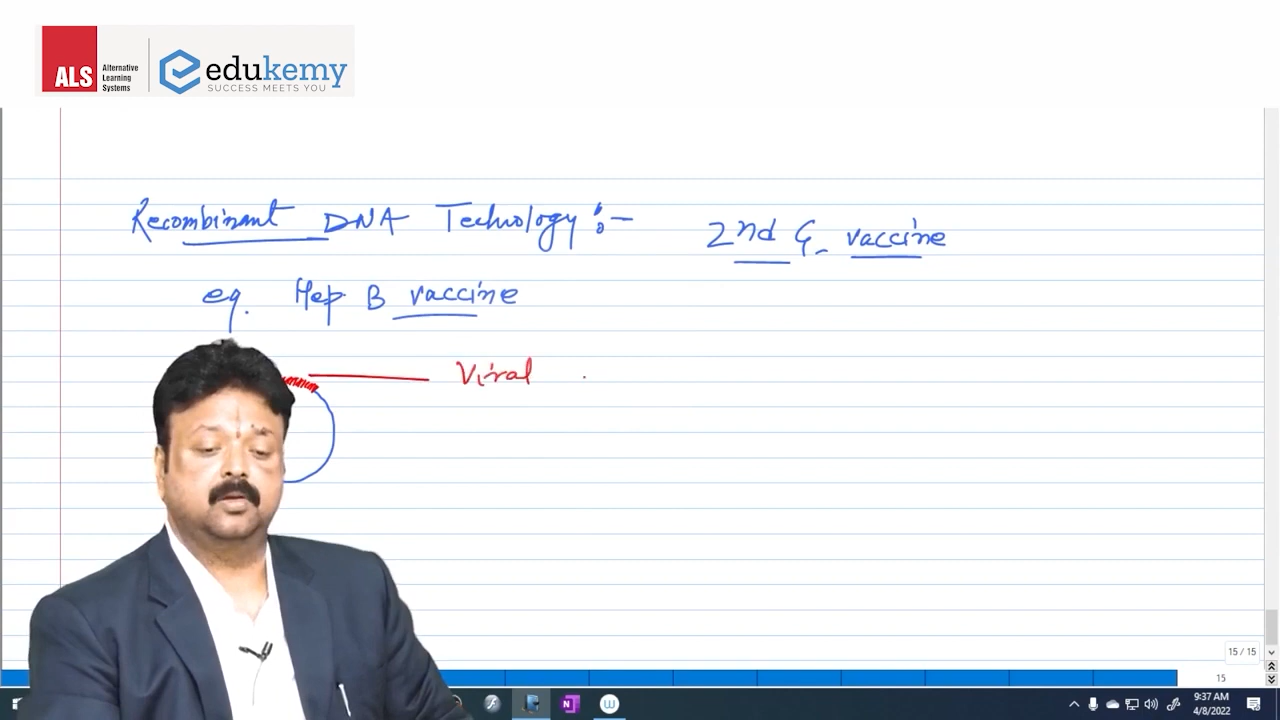 ALS
Alternative
Learning
Systems
edukemy
SUCCESS MEETS YOU
Recombinant DNA Technology :-
2nd G. vaccine
eg. Hep B vaccine
Viral
15 / 15
15
9:37 AM
4/8/2022